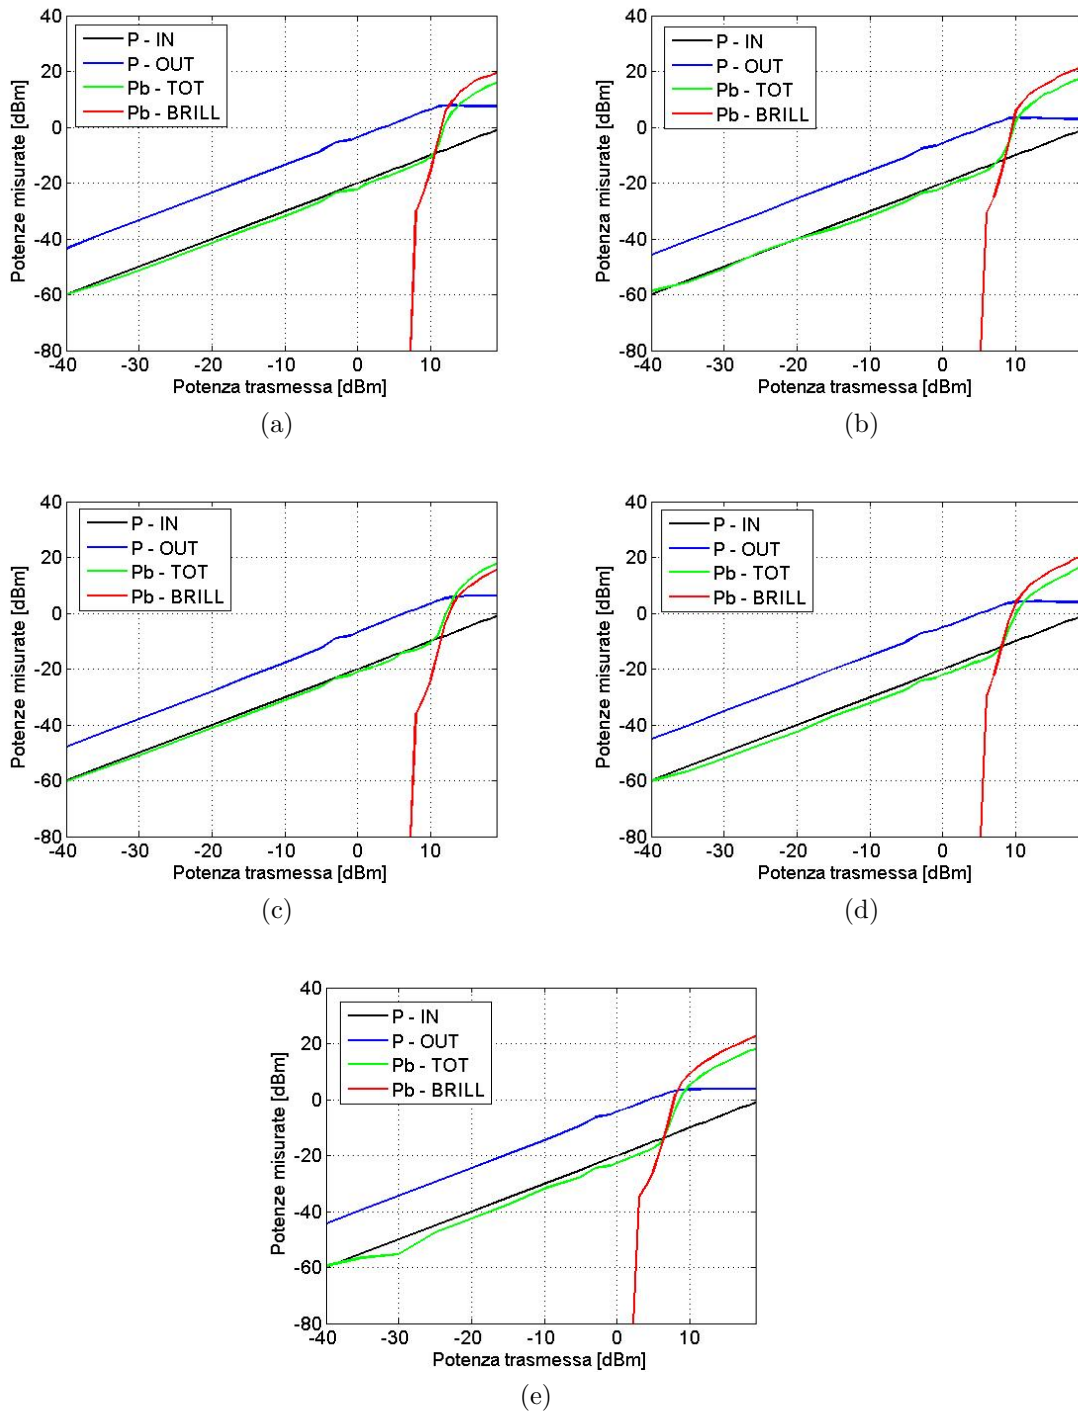 40
20
0
-20
-40
-60
-80
Potenze misurate [dBm]
P - IN
P - OUT
Pb - TOT
Pb - BRILL
-40 -30 -20 -10 0 10
Potenza trasmessa [dBm]
(a)
40
20
0
-20
-40
-60
-80
Potenza misurate [dBm]
P - IN
P - OUT
Pb - TOT
Pb - BRILL
-40 -30 -20 -10 0 10
Potenza trasmessa [dBm]
(b)
40
20
0
-20
-40
-60
-80
Potenze misurate [dBm]
P - IN
P - OUT
Pb - TOT
Pb - BRILL
-40 -30 -20 -10 0 10
Potenza trasmessa [dBm]
(c)
40
20
0
-20
-40
-60
-80
Potenze misurate [dBm]
P - IN
P - OUT
Pb - TOT
Pb - BRILL
-40 -30 -20 -10 0 10
Potenza trasmessa [dBm]
(d)
40
20
0
-20
-40
-60
-80
Potenze misurate [dBm]
P - IN
P - OUT
Pb - TOT
Pb - BRILL
-40 -30 -20 -10 0 10
Potenza trasmessa [dBm]
(e)